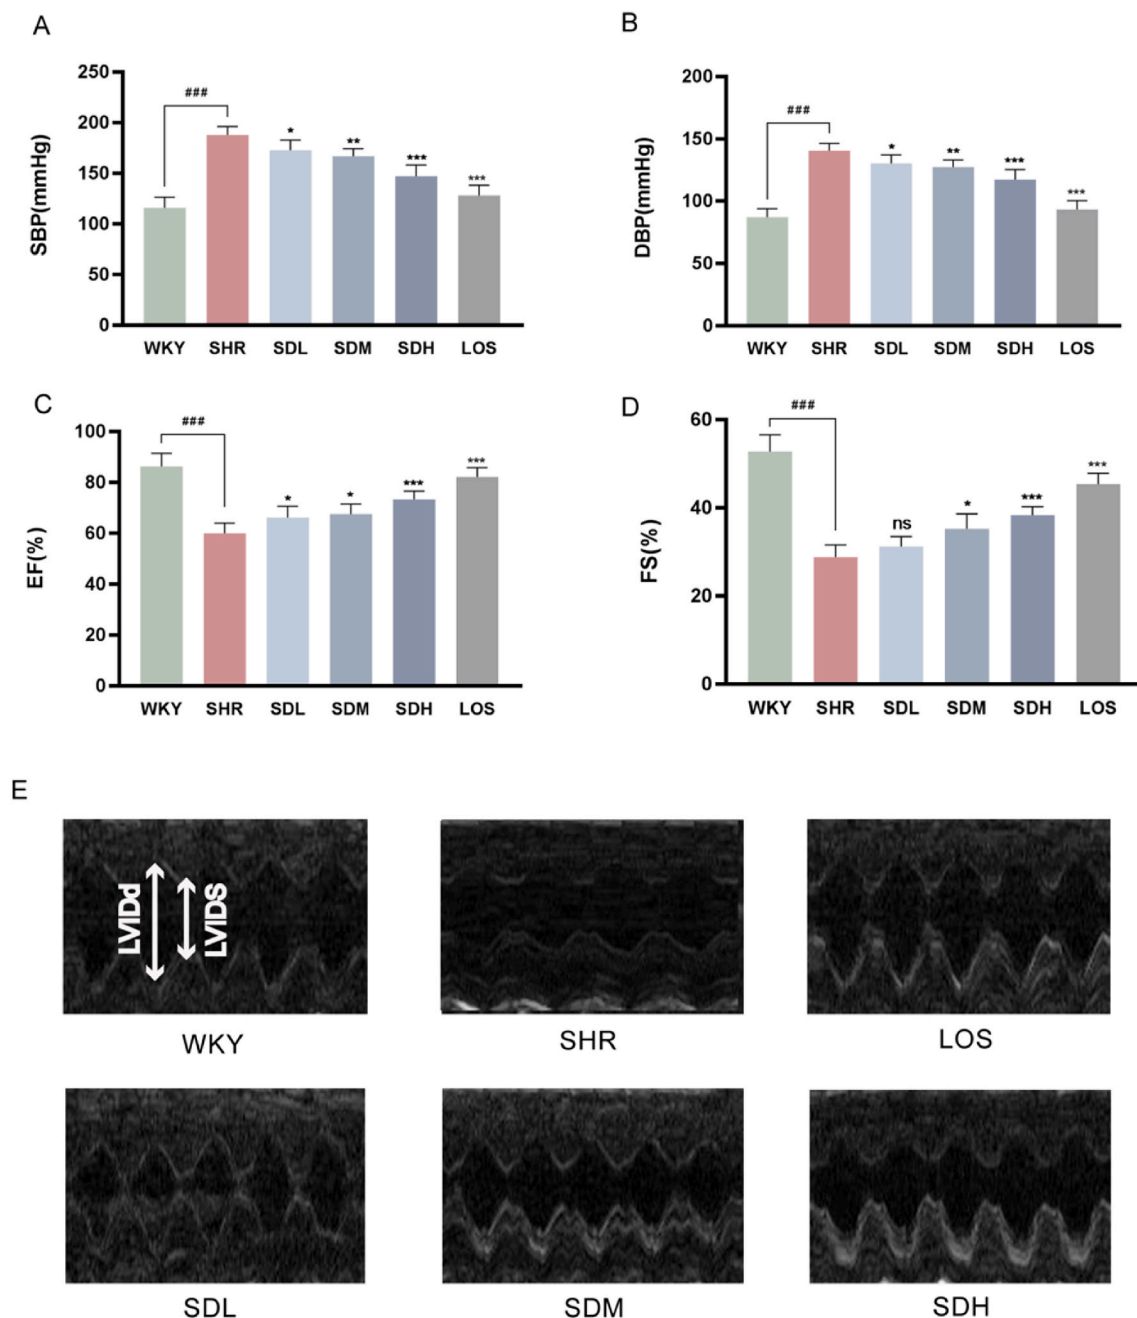 A
SBP(mmHg)
250
200
150
100
50
0
###
*
**
***
***
WKY SHR SDL SDM SDH LOS
B
DBP(mmHg)
200
150
100
50
0
###
*
**
***
***
WKY SHR SDL SDM SDH LOS
C
EF(%)
100
80
60
40
20
0
###
*
*
***
***
WKY SHR SDL SDM SDH LOS
D
FS(%)
60
40
20
0
###
ns
*
***
***
WKY SHR SDL SDM SDH LOS
E
LVIDd
LVIDS
WKY
SHR
LOS
SDL
SDM
SDH